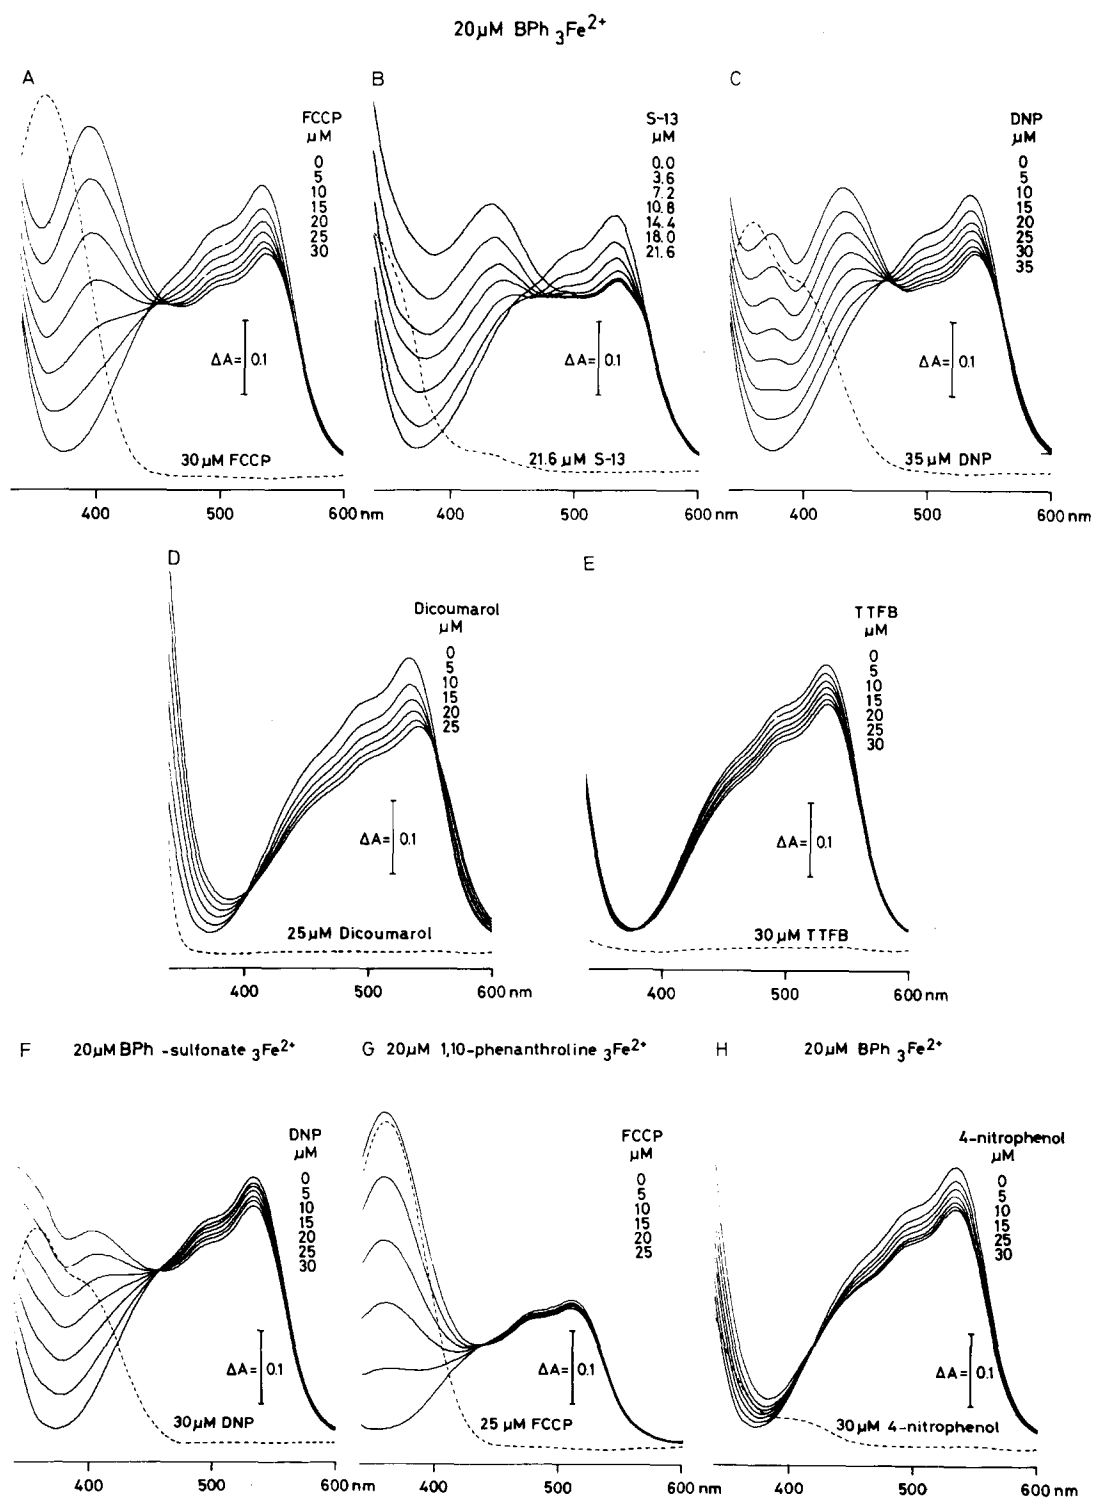 20µM BPh ₃Fe²⁺
A
FCCP
µM
0
5
10
15
20
25
30
ΔA= 0.1
30µM FCCP
400 500 600 nm
B
S-13
µM
0.0
3.6
7.2
10.8
14.4
18.0
21.6
ΔA= 0.1
21.6 µM S-13
400 500 600 nm
C
DNP
µM
0
5
10
15
20
25
30
35
ΔA= 0.1
35µM DNP
400 500 600 nm
D
Dicoumarol
µM
0
5
10
15
20
25
ΔA= 0.1
25µM Dicoumarol
400 500 600 nm
E
TTFB
µM
0
5
10
15
20
25
30
ΔA= 0.1
30µM TTFB
400 500 600 nm
F 20µM BPh -sulfonate ₃Fe²⁺
DNP
µM
0
5
10
15
20
25
30
ΔA= 0.1
30µM DNP
400 500 600 nm
G 20µM 1,10-phenanthroline ₃Fe²⁺
FCCP
µM
0
5
10
15
20
25
ΔA= 0.1
25 µM FCCP
400 500 600 nm
H 20µM BPh ₃Fe²⁺
4-nitrophenol
µM
0
5
10
15
25
30
ΔA= 0.1
30µM 4-nitrophenol
400 500 600 nm